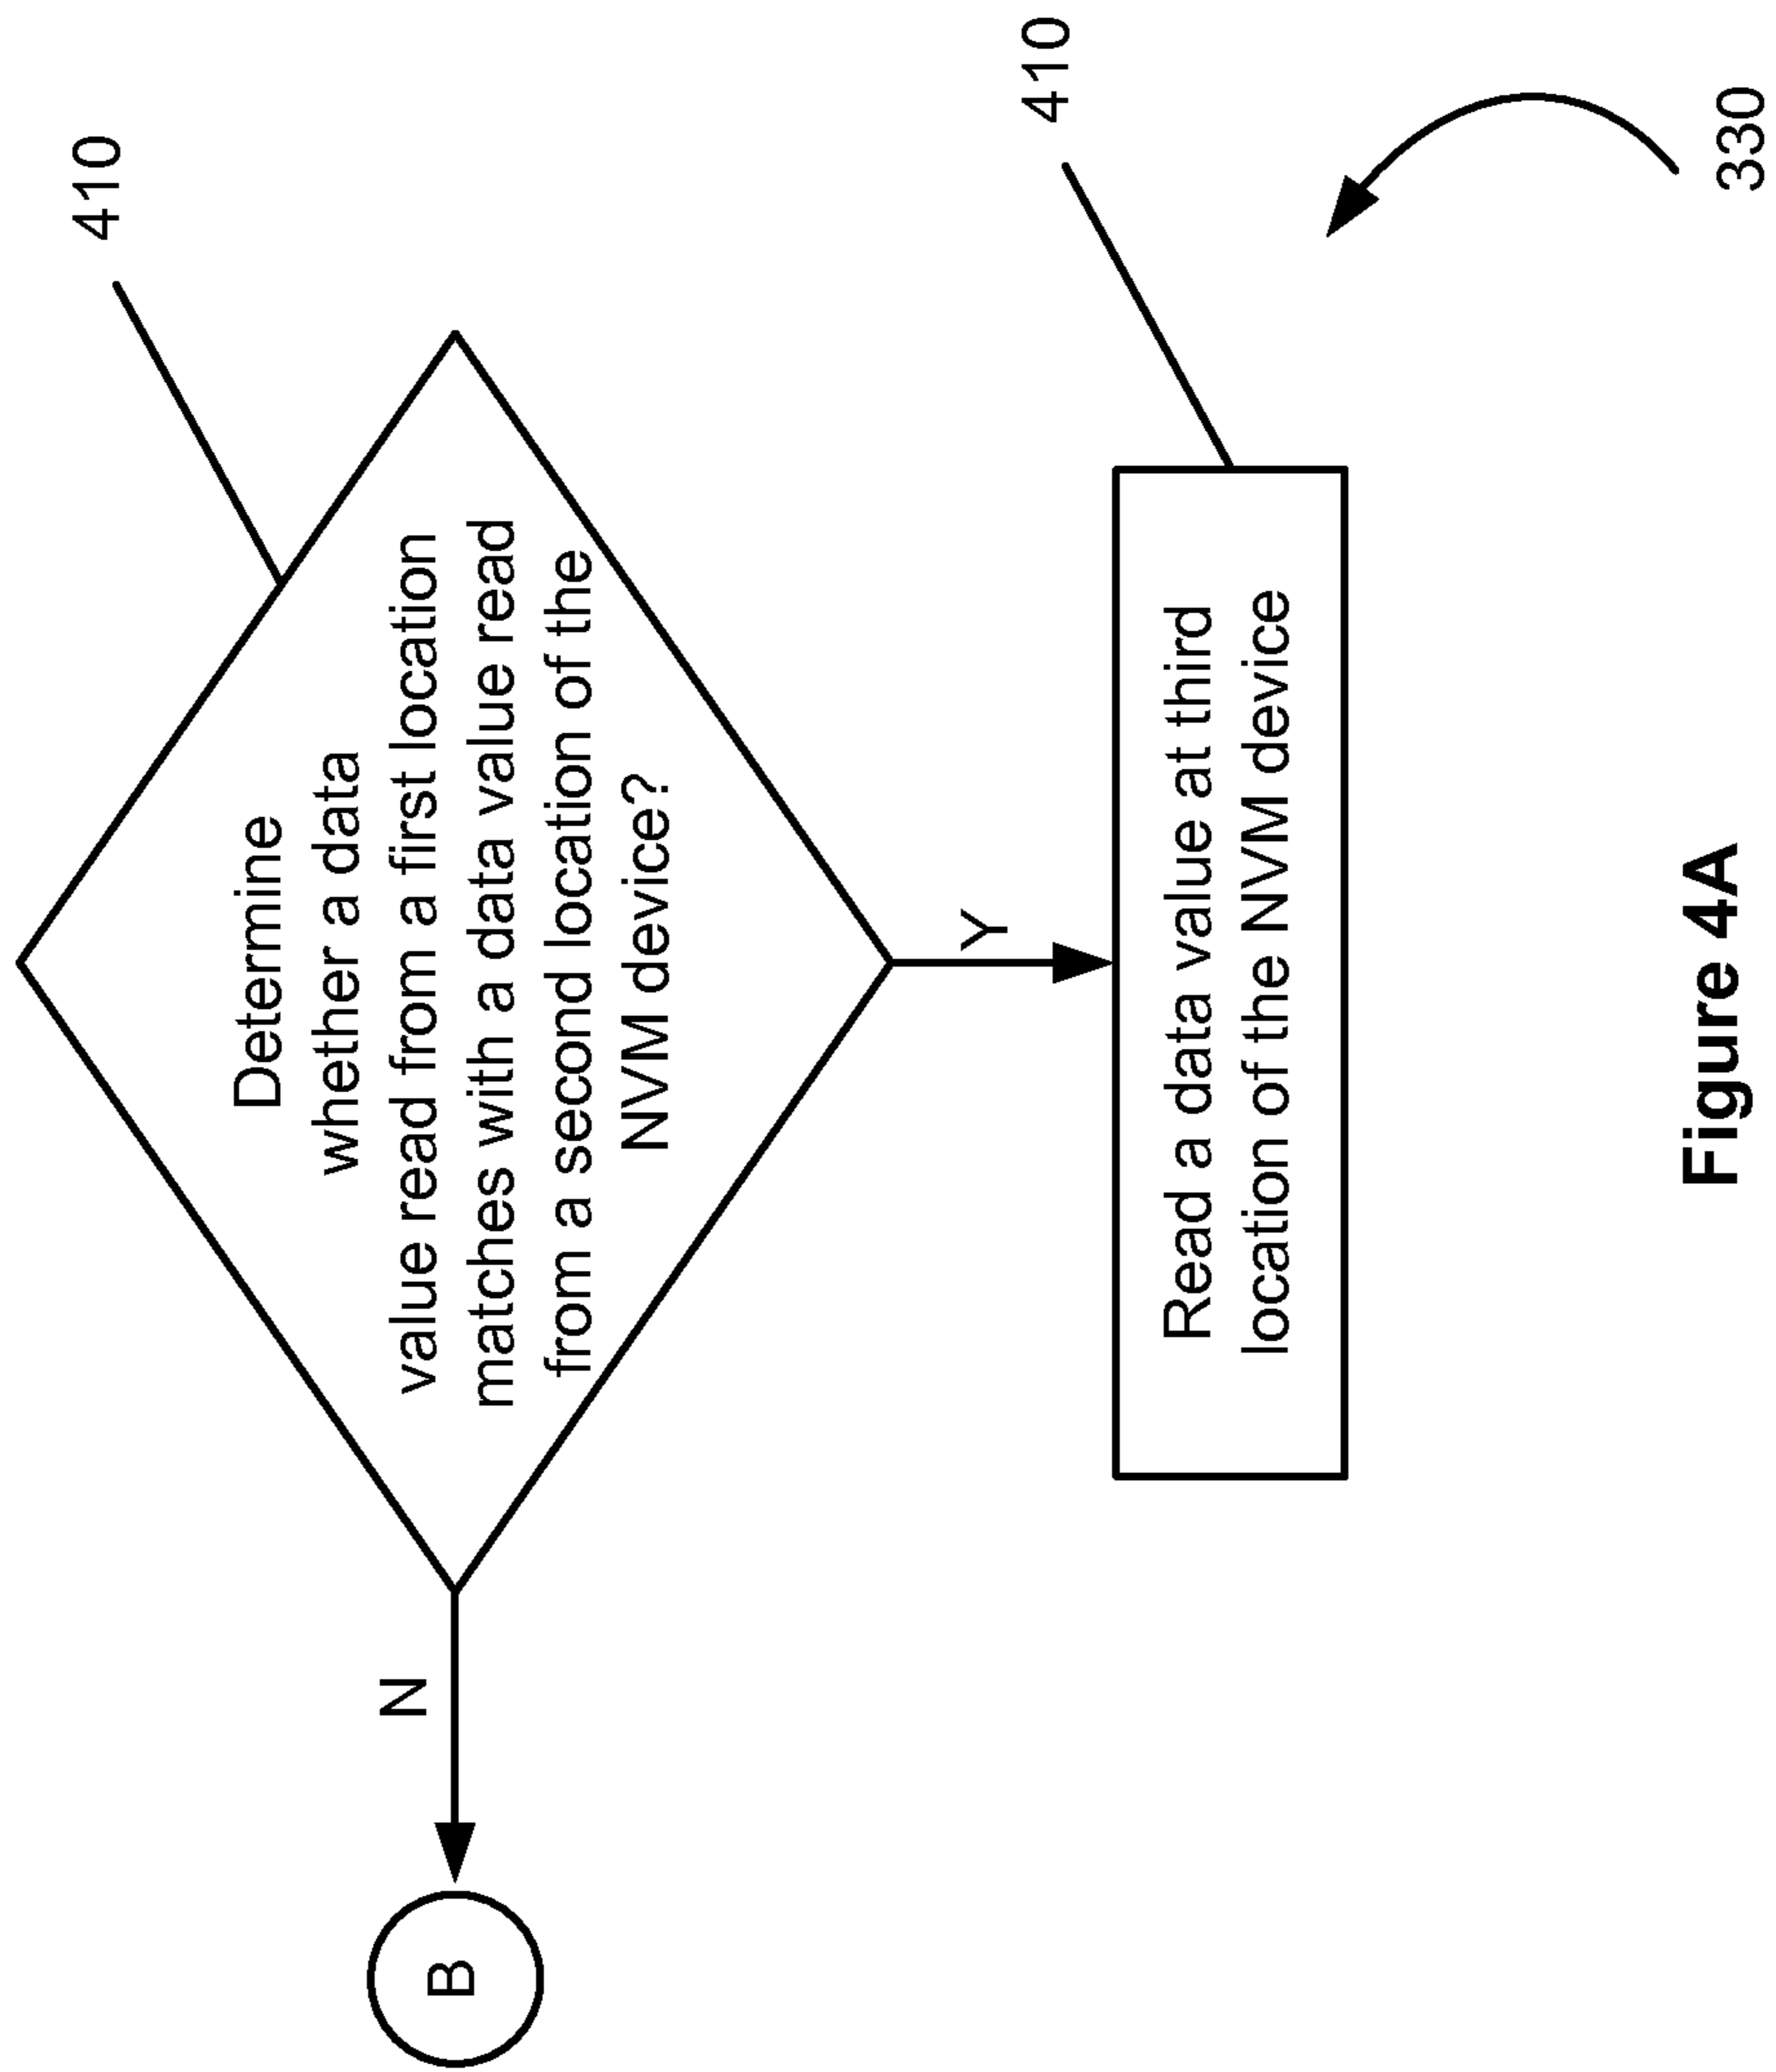 410
Determine
whether a data
value read from a first location
matches with a data value read
from a second location of the
NVM device?
N
B
Y
410
Read a data value at third
location of the NVM device
330
Figure 4A